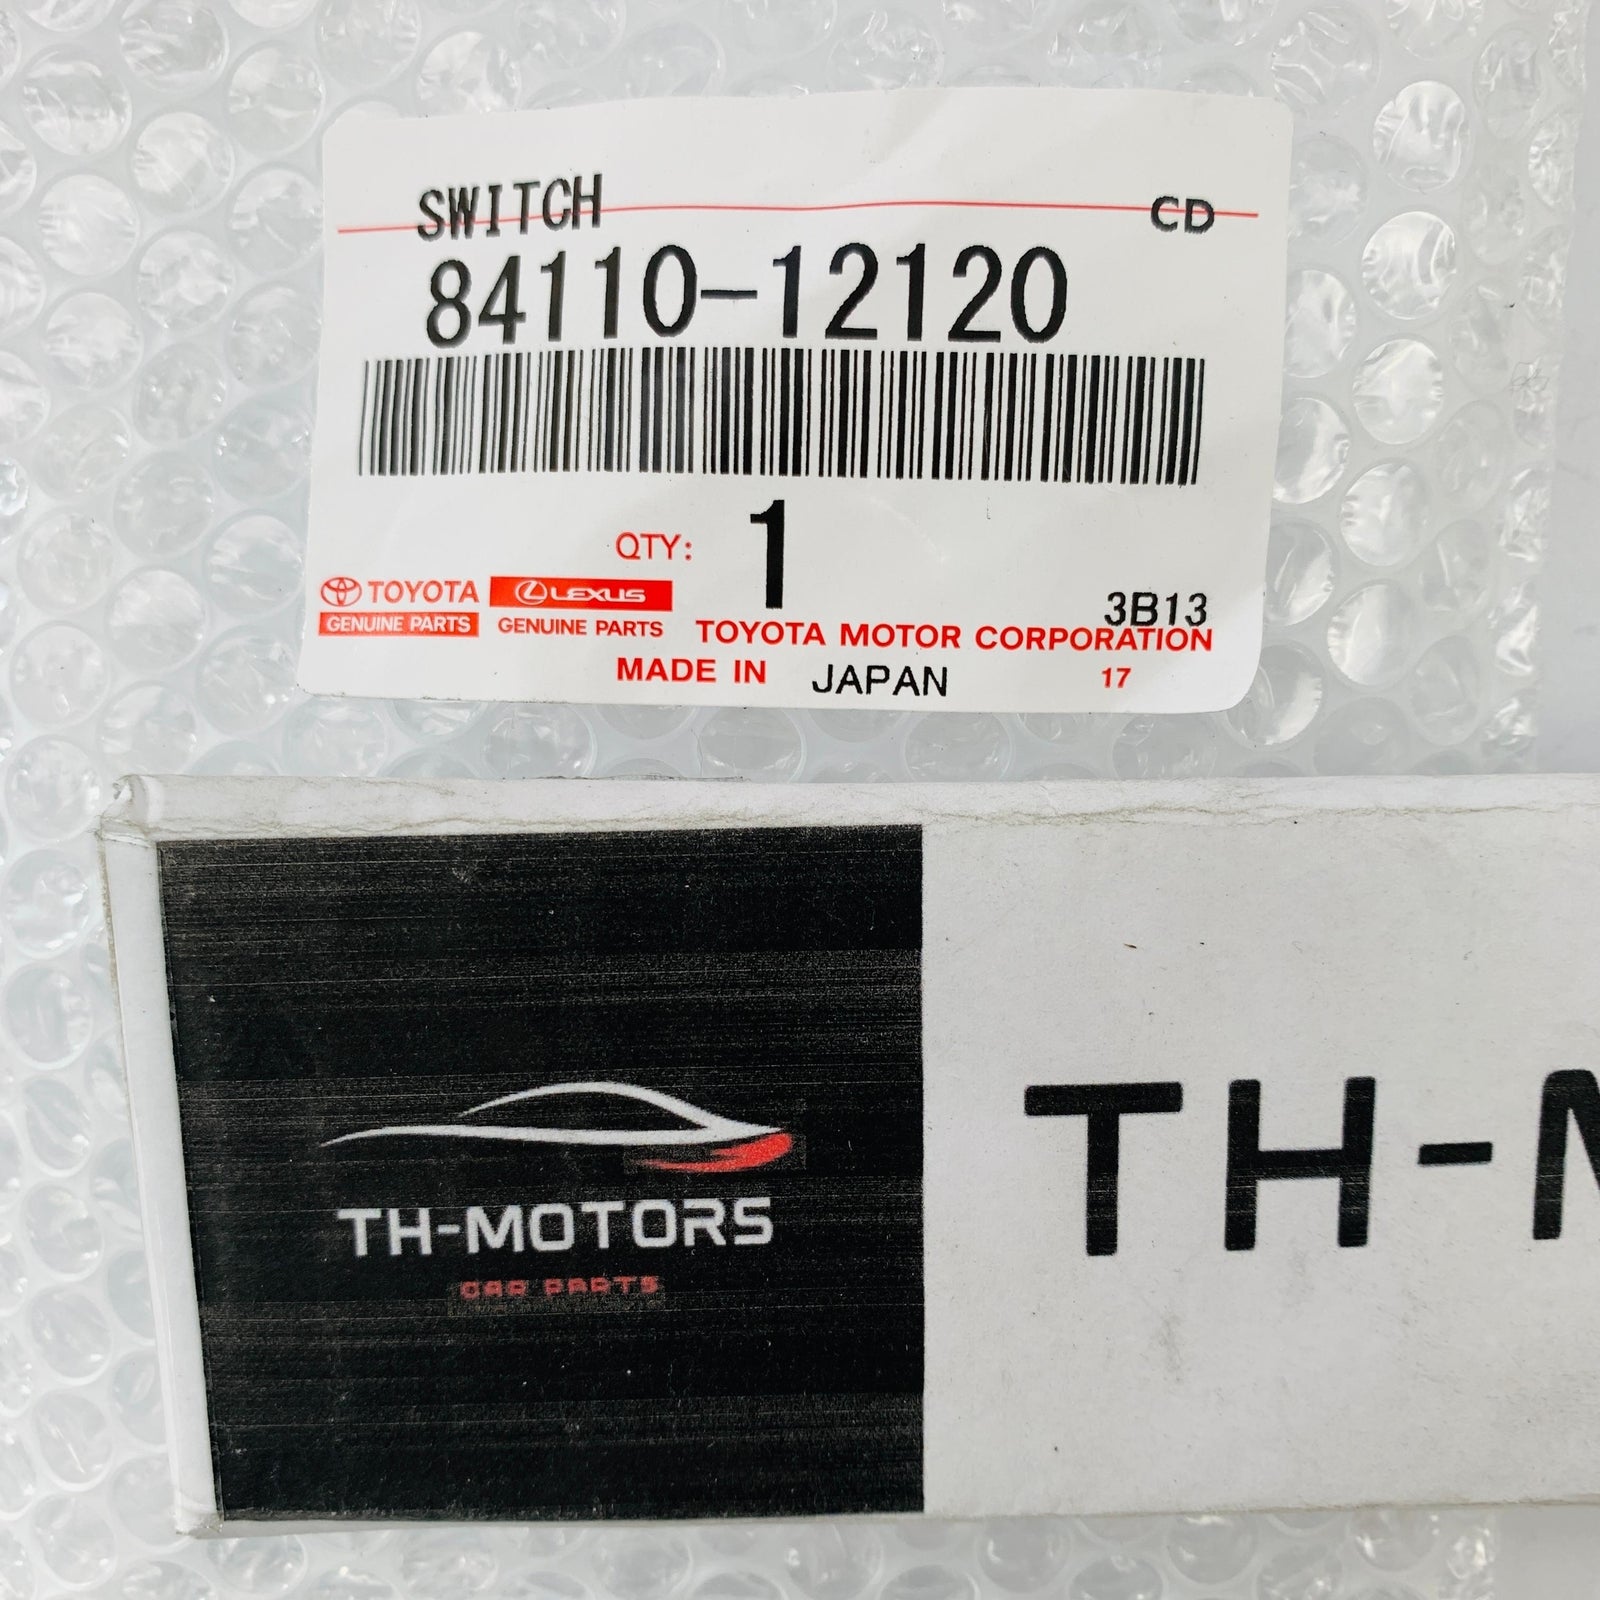 SWITCH CD
84110-12120
QTY: 1
TOYOTA LEXUS 3B13
GENUINE PARTS GENUINE PARTS TOYOTA MOTOR CORPORATION
MADE IN JAPAN 17
TH-M
TH-MOTORS
CAR PARTS